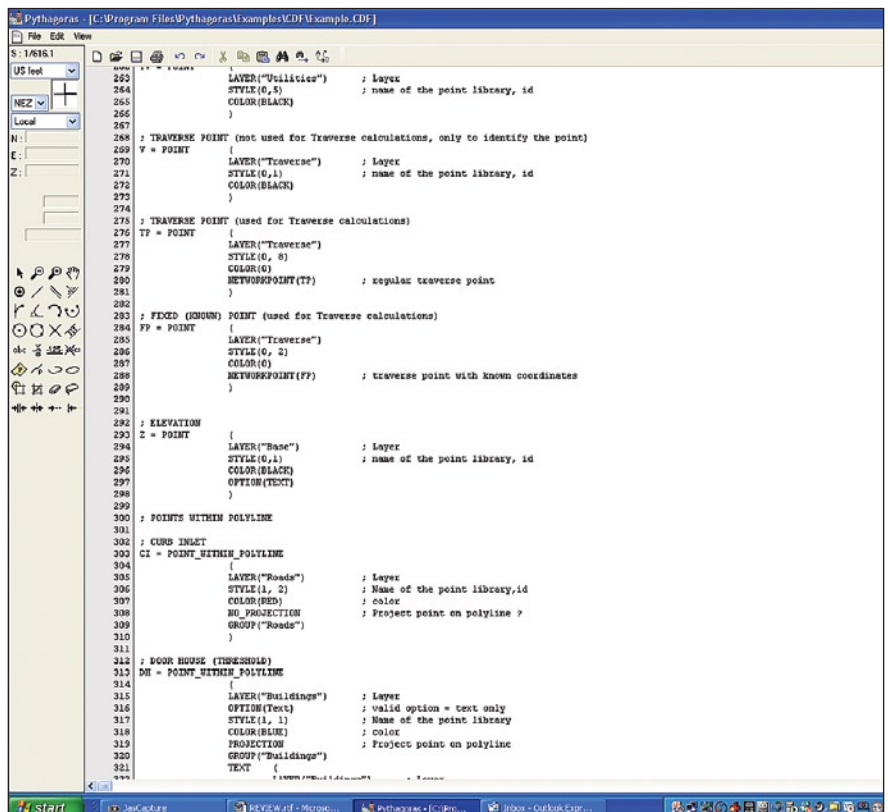 Pythagoras - [C:\Program Files\Pythagoras\Examples\CDF\Example.CDF]
File Edit View
S : 1/616.1
US feet
NEZ
Local
N :
E :
Z :
abc
263 LAYER("Utilities") ; Layer
264 STYLE(0,5) ; name of the point library, id
265 COLOR(BLACK)
266 )
267
268 ; TRAVERSE POINT (not used for Traverse calculations, only to identify the point)
269 V = POINT (
270 LAYER("Traverse") ; Layer
271 STYLE(0,1) ; name of the point library, id
272 COLOR(BLACK)
273 )
274
275 ; TRAVERSE POINT (used for Traverse calculations)
276 TP = POINT (
277 LAYER("Traverse")
278 STYLE(0, 8)
279 COLOR(0)
280 NETWORKPOINT(TP) ; regular traverse point
281 )
282
283 ; FIXED (KNOWN) POINT (used for Traverse calculations)
284 FP = POINT (
285 LAYER("Traverse")
286 STYLE(0, 2)
287 COLOR(0)
288 NETWORKPOINT(FP) ; traverse point with known coordinates
289 )
290
291
292 ; ELEVATION
293 Z = POINT (
294 LAYER("Base") ; Layer
295 STYLE(0,1) ; name of the point library, id
296 COLOR(BLACK)
297 OPTION(TEXT)
298 )
299
300 ; POINTS WITHIN POLYLINE
301
302 ; CURB INLET
303 CI = POINT_WITHIN_POLYLINE
304 (
305 LAYER("Roads") ; Layer
306 STYLE(1, 2) ; Name of the point library,id
307 COLOR(RED) ; color
308 NO_PROJECTION ; Project point on polyline ?
309 GROUP("Roads")
310 )
311
312 ; DOOR HOUSE (THRESHOLD)
313 DH = POINT_WITHIN_POLYLINE
314 (
315 LAYER("Buildings") ; Layer
316 OPTION(Text) ; valid option = text only
317 STYLE(1, 1) ; Name of the point library
318 COLOR(BLUE) ; color
319 PROJECTION ; Project point on polyline
320 GROUP("Buildings")
321 TEXT (
start
JasCapture
REVIEW.rtf - Microso...
Pythagoras - [C:\Pro...
Inbox - Outlook Expr...